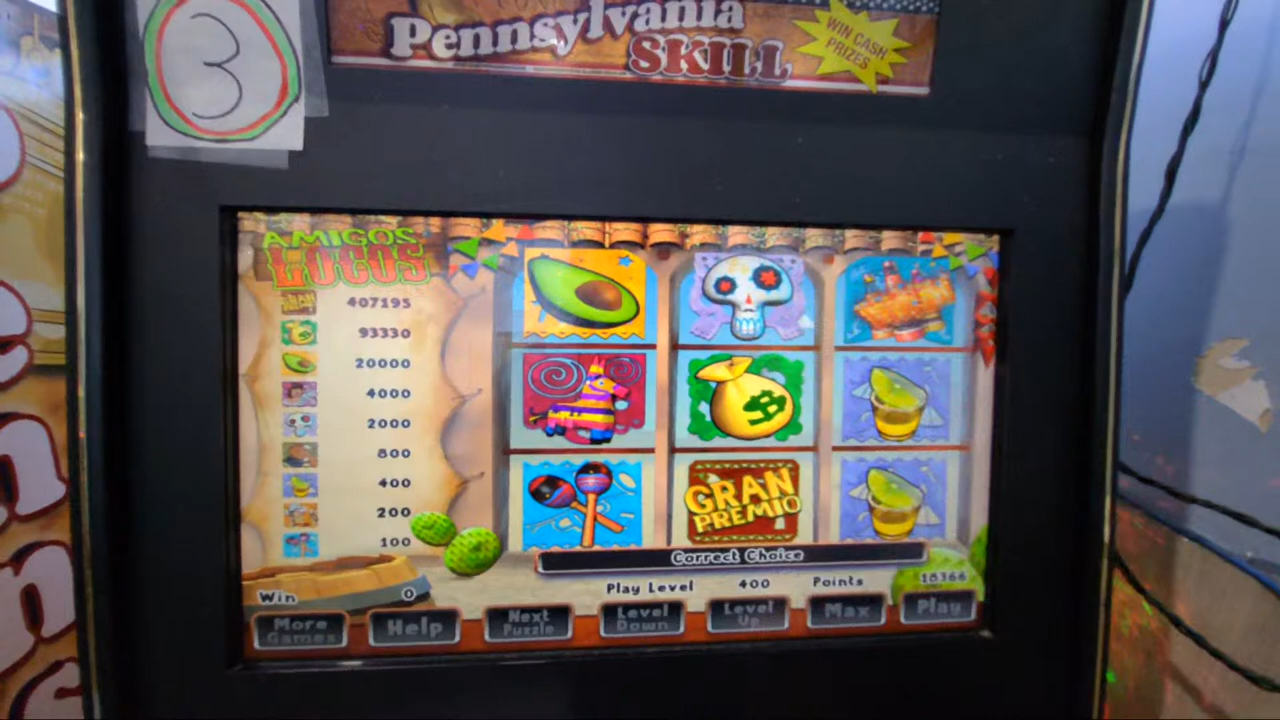 3
Pennsylvania
SKILL
WIN CASH
PRIZES
AMIGOS
LOCOS
407195
93330
20000
4000
2000
800
400
200
100
GRAN
PREMIO
Correct Choice
Play Level 400 Points 18366
Win 0
More
Games
Help
Next
Puzzle
Level
Down
Level
Up
Max
Play